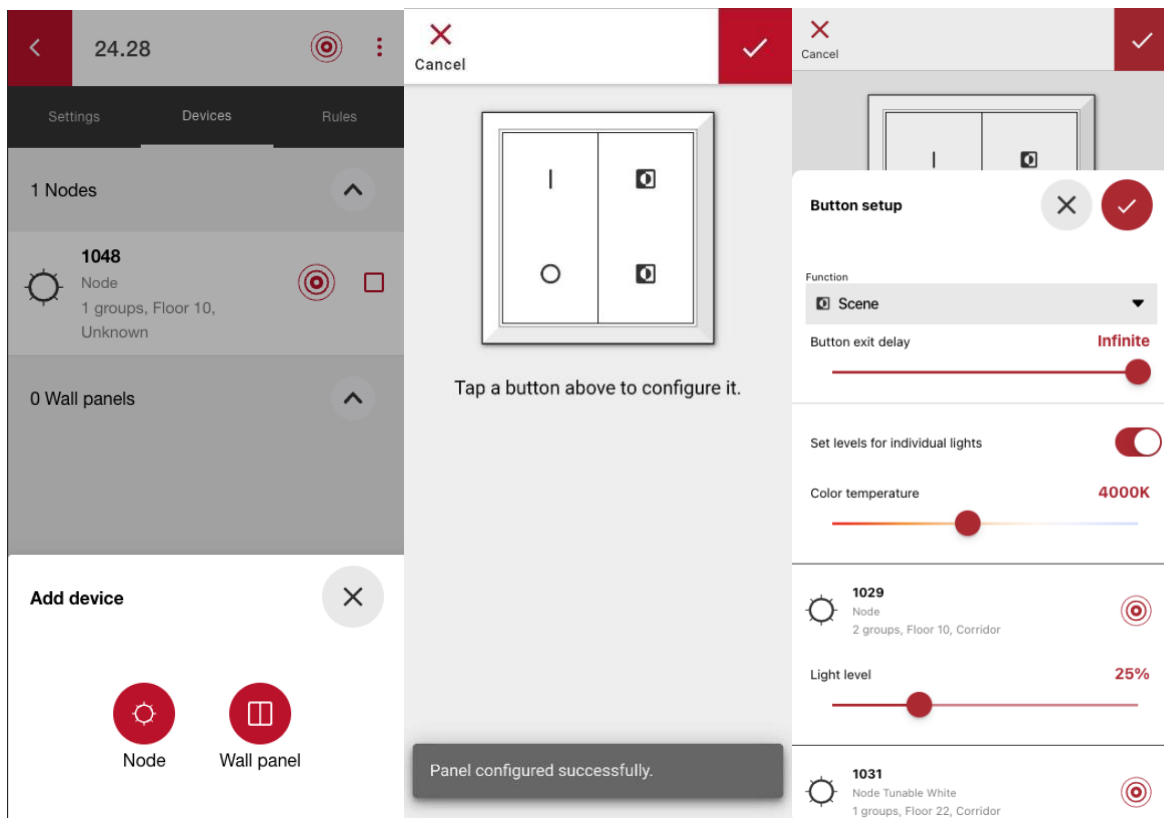 24.28
Settings
Devices
Rules
1 Nodes
1048
Node
1 groups, Floor 10,
Unknown
0 Wall panels
Add device
Node
Wall panel
Cancel
Tap a button above to configure it.
Panel configured successfully.
Cancel
Button setup
Function
Scene
Button exit delay
Infinite
Set levels for individual lights
Color temperature
4000K
1029
Node
2 groups, Floor 10, Corridor
Light level
25%
1031
Node Tunable White
1 groups, Floor 22, Corridor